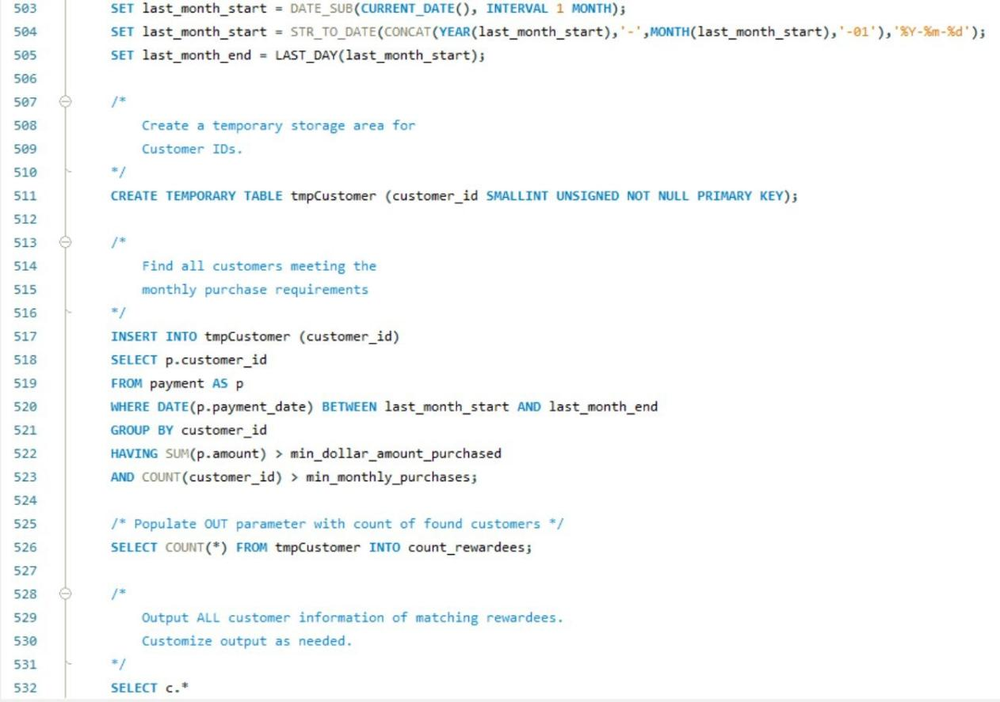 503 SET last_month_start = DATE_SUB(CURRENT_DATE(), INTERVAL 1 MONTH);
504 SET last_month_start = STR_TO_DATE(CONCAT(YEAR(last_month_start),'-',MONTH(last_month_start),'-01'),'%Y-%m-%d');
505 SET last_month_end = LAST_DAY(last_month_start);
506
507 /*
508 Create a temporary storage area for
509 Customer IDs.
510 */
511 CREATE TEMPORARY TABLE tmpCustomer (customer_id SMALLINT UNSIGNED NOT NULL PRIMARY KEY);
512
513 /*
514 Find all customers meeting the
515 monthly purchase requirements
516 */
517 INSERT INTO tmpCustomer (customer_id)
518 SELECT p.customer_id
519 FROM payment AS p
520 WHERE DATE(p.payment_date) BETWEEN last_month_start AND last_month_end
521 GROUP BY customer_id
522 HAVING SUM(p.amount) > min_dollar_amount_purchased
523 AND COUNT(customer_id) > min_monthly_purchases;
524
525 /* Populate OUT parameter with count of found customers */
526 SELECT COUNT(*) FROM tmpCustomer INTO count_rewardees;
527
528 /*
529 Output ALL customer information of matching rewardees.
530 Customize output as needed.
531 */
532 SELECT c.*